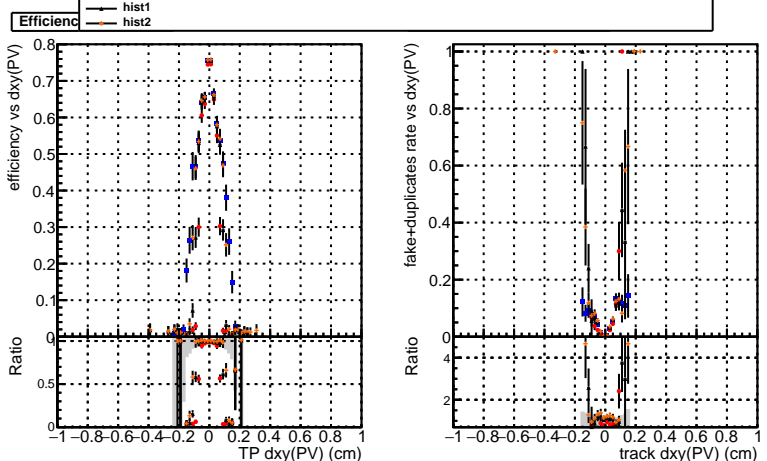 hist1
Efficienc
hist2
efficiency vs dxy(PV)
0.8
0.7
0.6
0.5
0.4
0.3
0.2
0.1
0
Ratio
1
0.5
0
−1 −0.8 −0.6 −0.4 −0.2 0 0.2 0.4 0.6 0.8 1
TP dxy(PV) (cm)
fake+duplicates rate vs dxy(PV)
1
0.8
0.6
0.4
0.2
0
Ratio
4
2
−1 −0.8 −0.6 −0.4 −0.2 0 0.2 0.4 0.6 0.8 1
track dxy(PV) (cm)